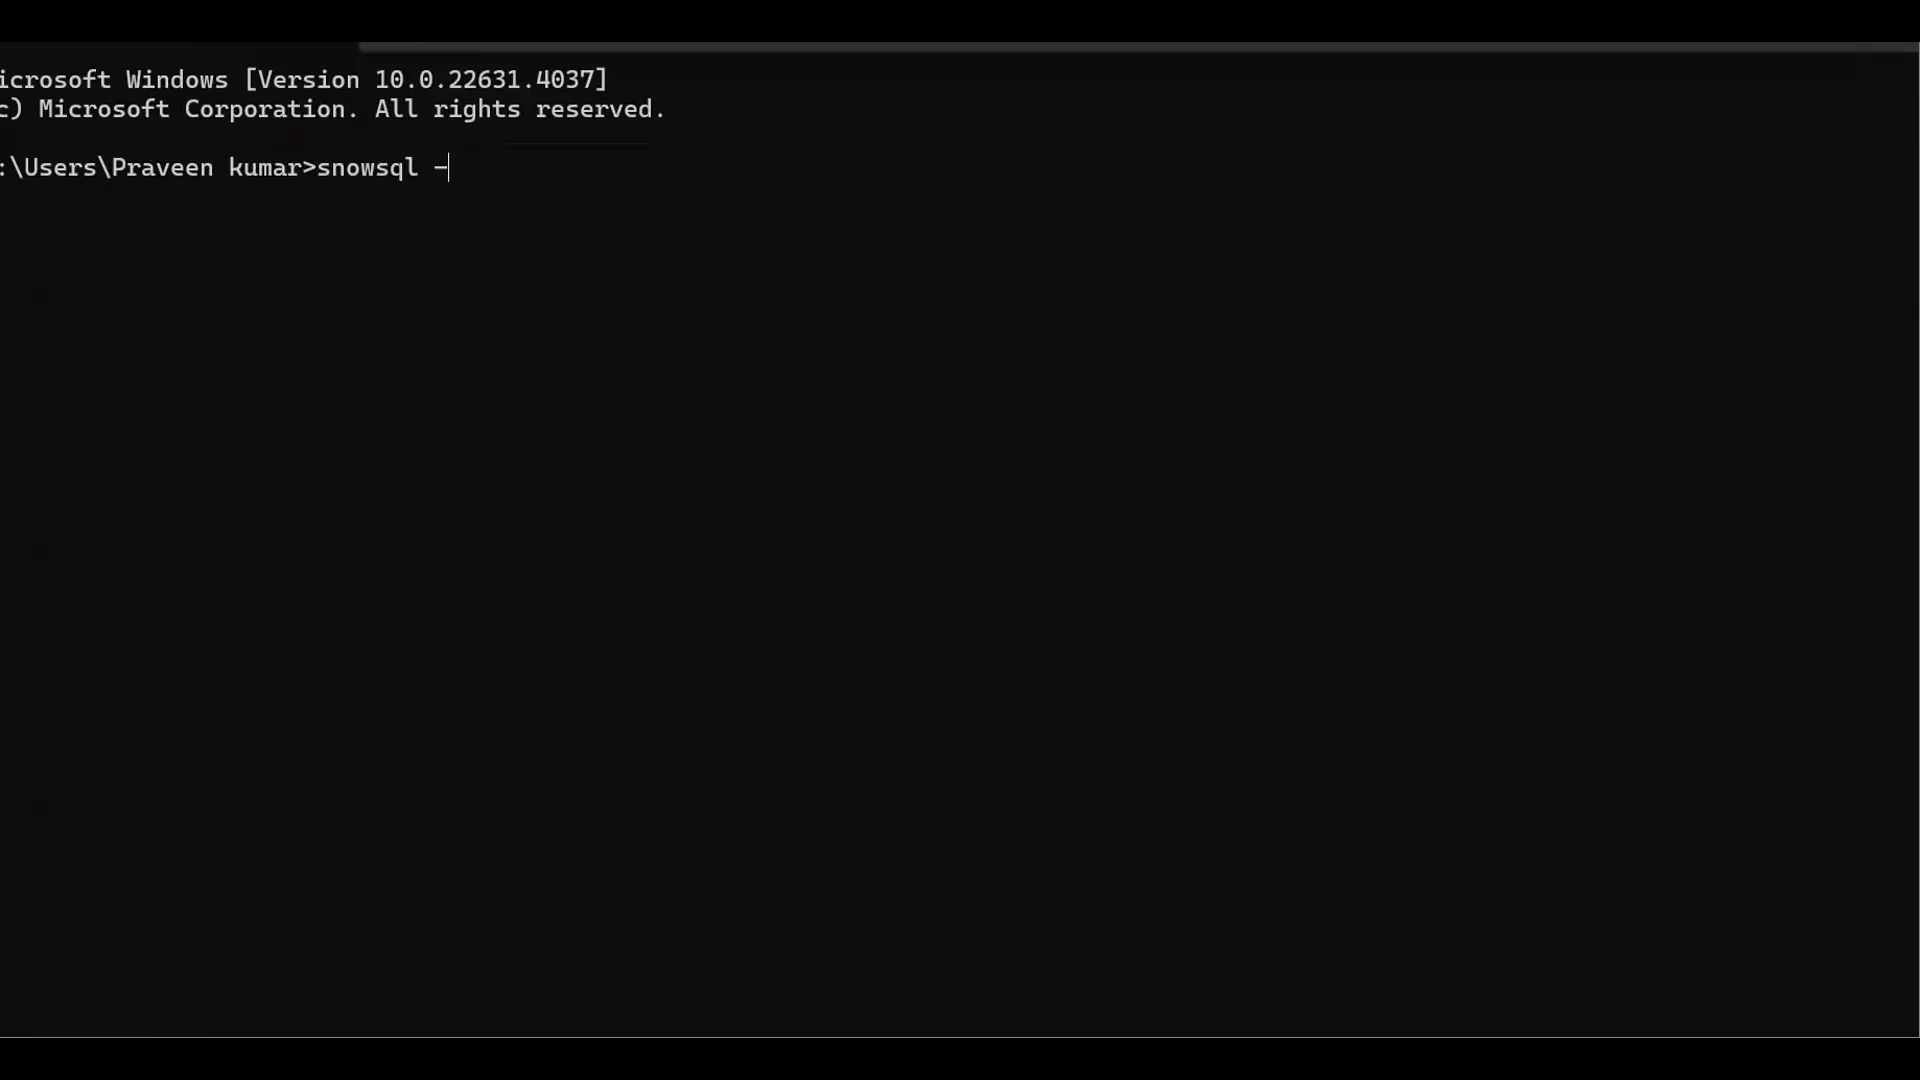 icrosoft Windows [Version 10.0.22631.4037]
c) Microsoft Corporation. All rights reserved.
:\Users\Praveen kumar>snowsql -